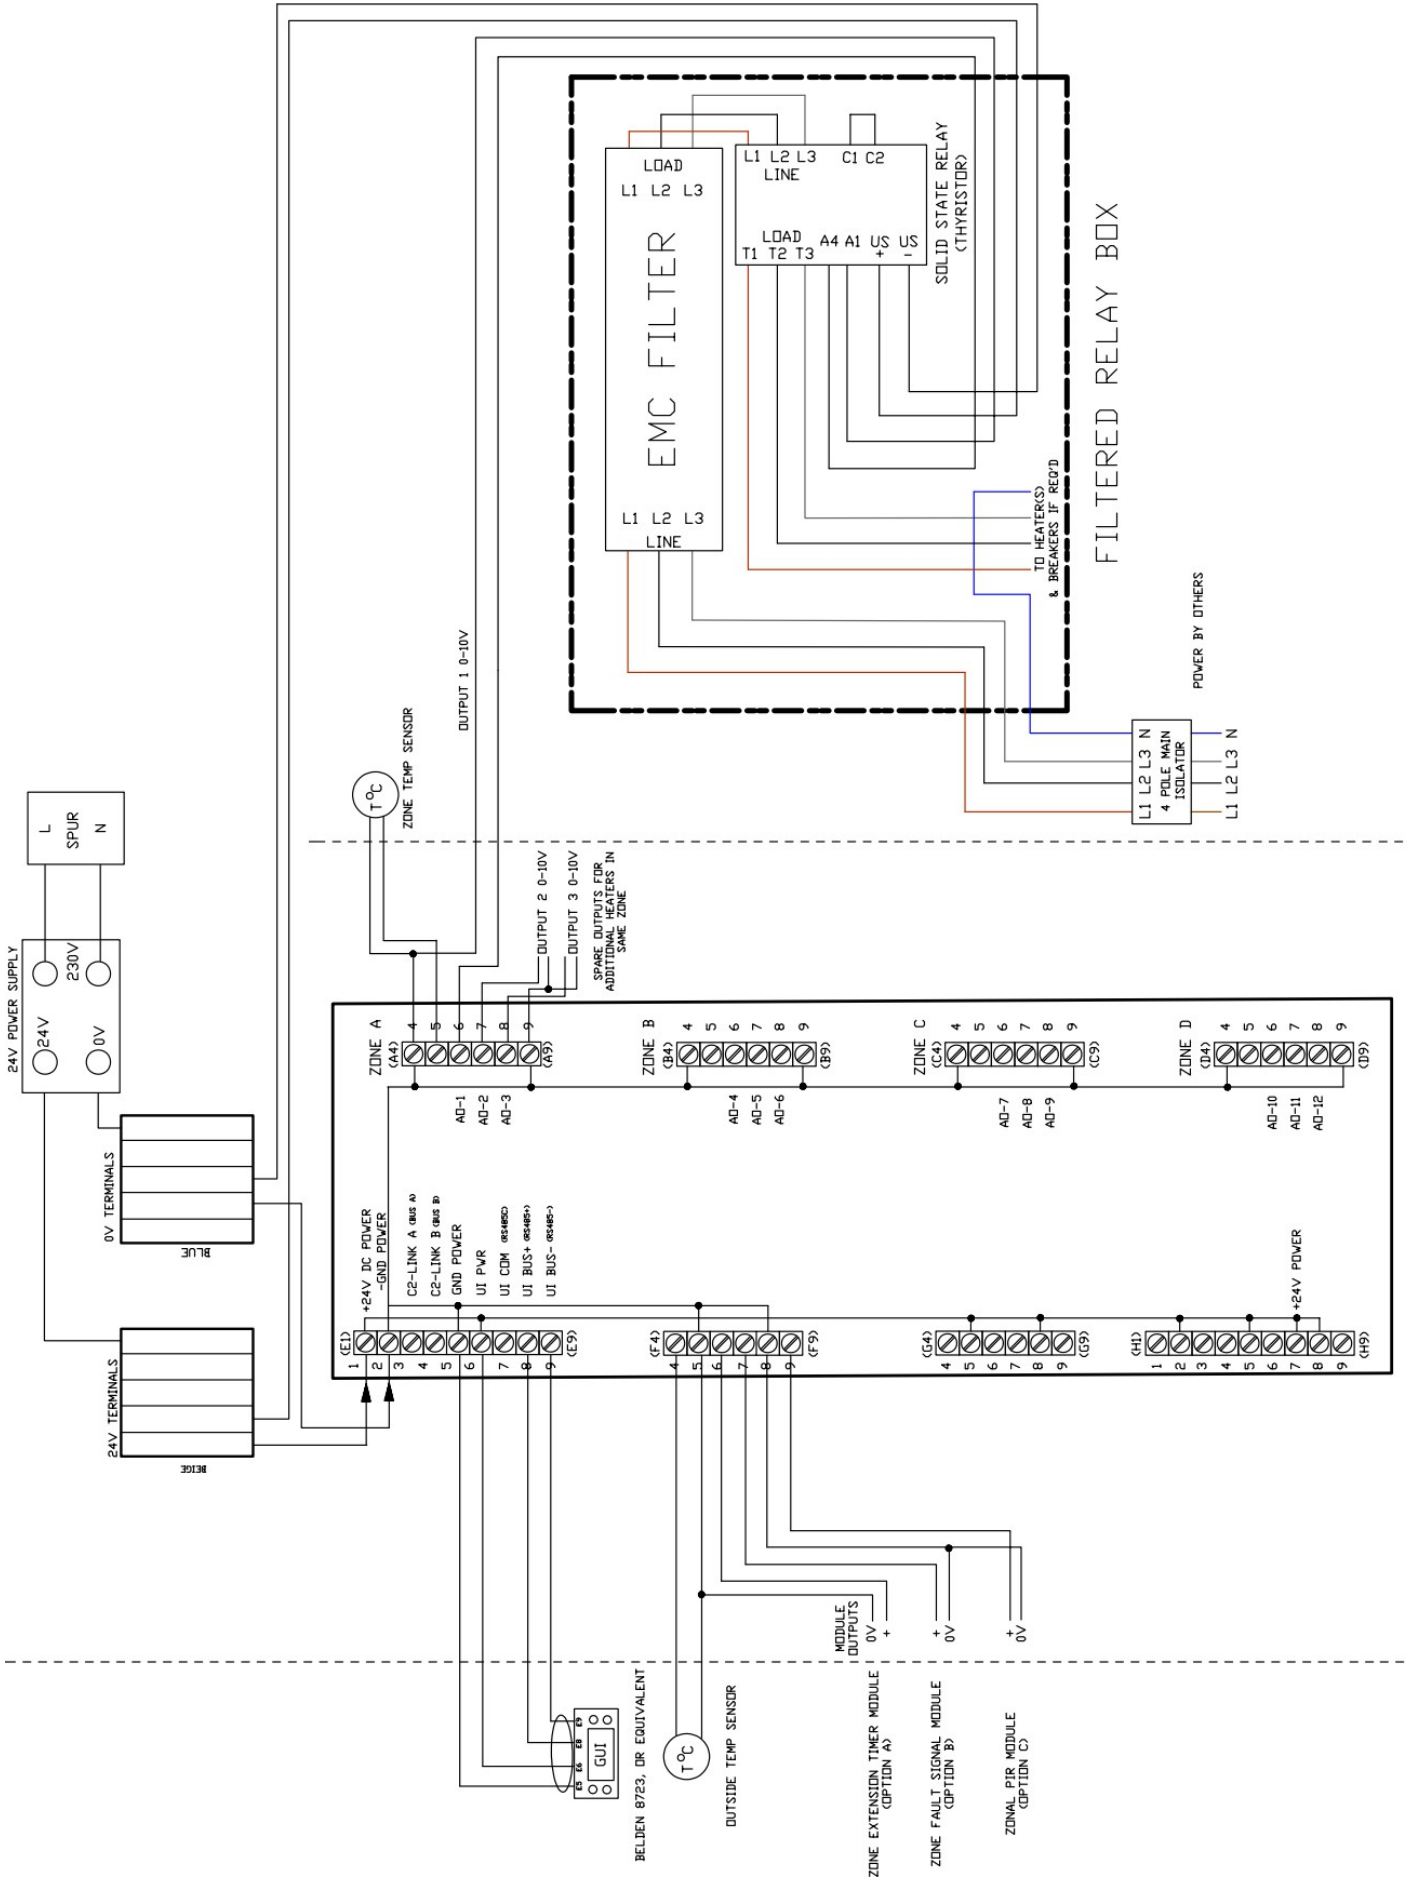 24V POWER SUPPLY
L
SPUR
N
24V
230V
0V
0V TERMINALS
BLUE
24V TERMINALS
BEIGE
LOAD
L1 L2 L3
EMC FILTER
L1 L2 L3
LINE
L1 L2 L3
LINE
C1 C2
LOAD
T1 T2 T3
A4 A1 US US
+ -
SOLID STATE RELAY
(THYRISTOR)
TO HEATER(S)
& BREAKERS IF REQ'D
FILTERED RELAY BOX
POWER BY OTHERS
L1 L2 L3 N
4 POLE MAIN
ISOLATOR
L1 L2 L3 N
OUTPUT 1 0-10V
T°C
ZONE TEMP SENSOR
OUTPUT 2 0-10V
OUTPUT 3 0-10V
SPARE OUTPUTS FOR
ADDITIONAL HEATERS IN
SAME ZONE
ZONE A
(A4)
4 5 6 7 8 9
(A9)
AO-1
AO-2
AO-3
ZONE B
(B4)
4 5 6 7 8 9
(B9)
AO-4
AO-5
AO-6
ZONE C
(C4)
4 5 6 7 8 9
(C9)
AO-7
AO-8
AO-9
ZONE D
(D4)
4 5 6 7 8 9
(D9)
AO-10
AO-11
AO-12
+24V DC POWER
-GND POWER
C2-LINK A (BUS A)
C2-LINK B (BUS B)
GND POWER
UI PWR
UI COM (RS485C)
UI BUS+ (RS485+)
UI BUS- (RS485-)
+24V POWER
(E1)
1 2 3 4 5 6 7 8 9
(E9)
(F4)
4 5 6 7 8 9
(F9)
(G4)
4 5 6 7 8 9
(G9)
(H1)
1 2 3 4 5 6 7 8 9
(H9)
MODULE
OUTPUTS
0V
+
+
0V
+
0V
E5 E6 E8 E9
GUI
BELDEN 8723, OR EQUIVALENT
T°C
OUTSIDE TEMP SENSOR
ZONE EXTENSION TIMER MODULE
(OPTION A)
ZONE FAULT SIGNAL MODULE
(OPTION B)
ZONAL PIR MODULE
(OPTION C)